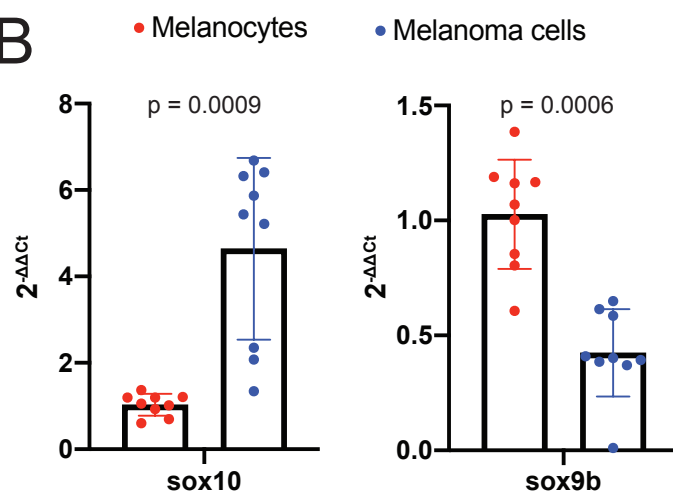 B
Melanocytes
Melanoma cells
p = 0.0009
8
6
4
2
0
2-ΔΔCt
sox10
p = 0.0006
1.5
1.0
0.5
0.0
2-ΔΔCt
sox9b